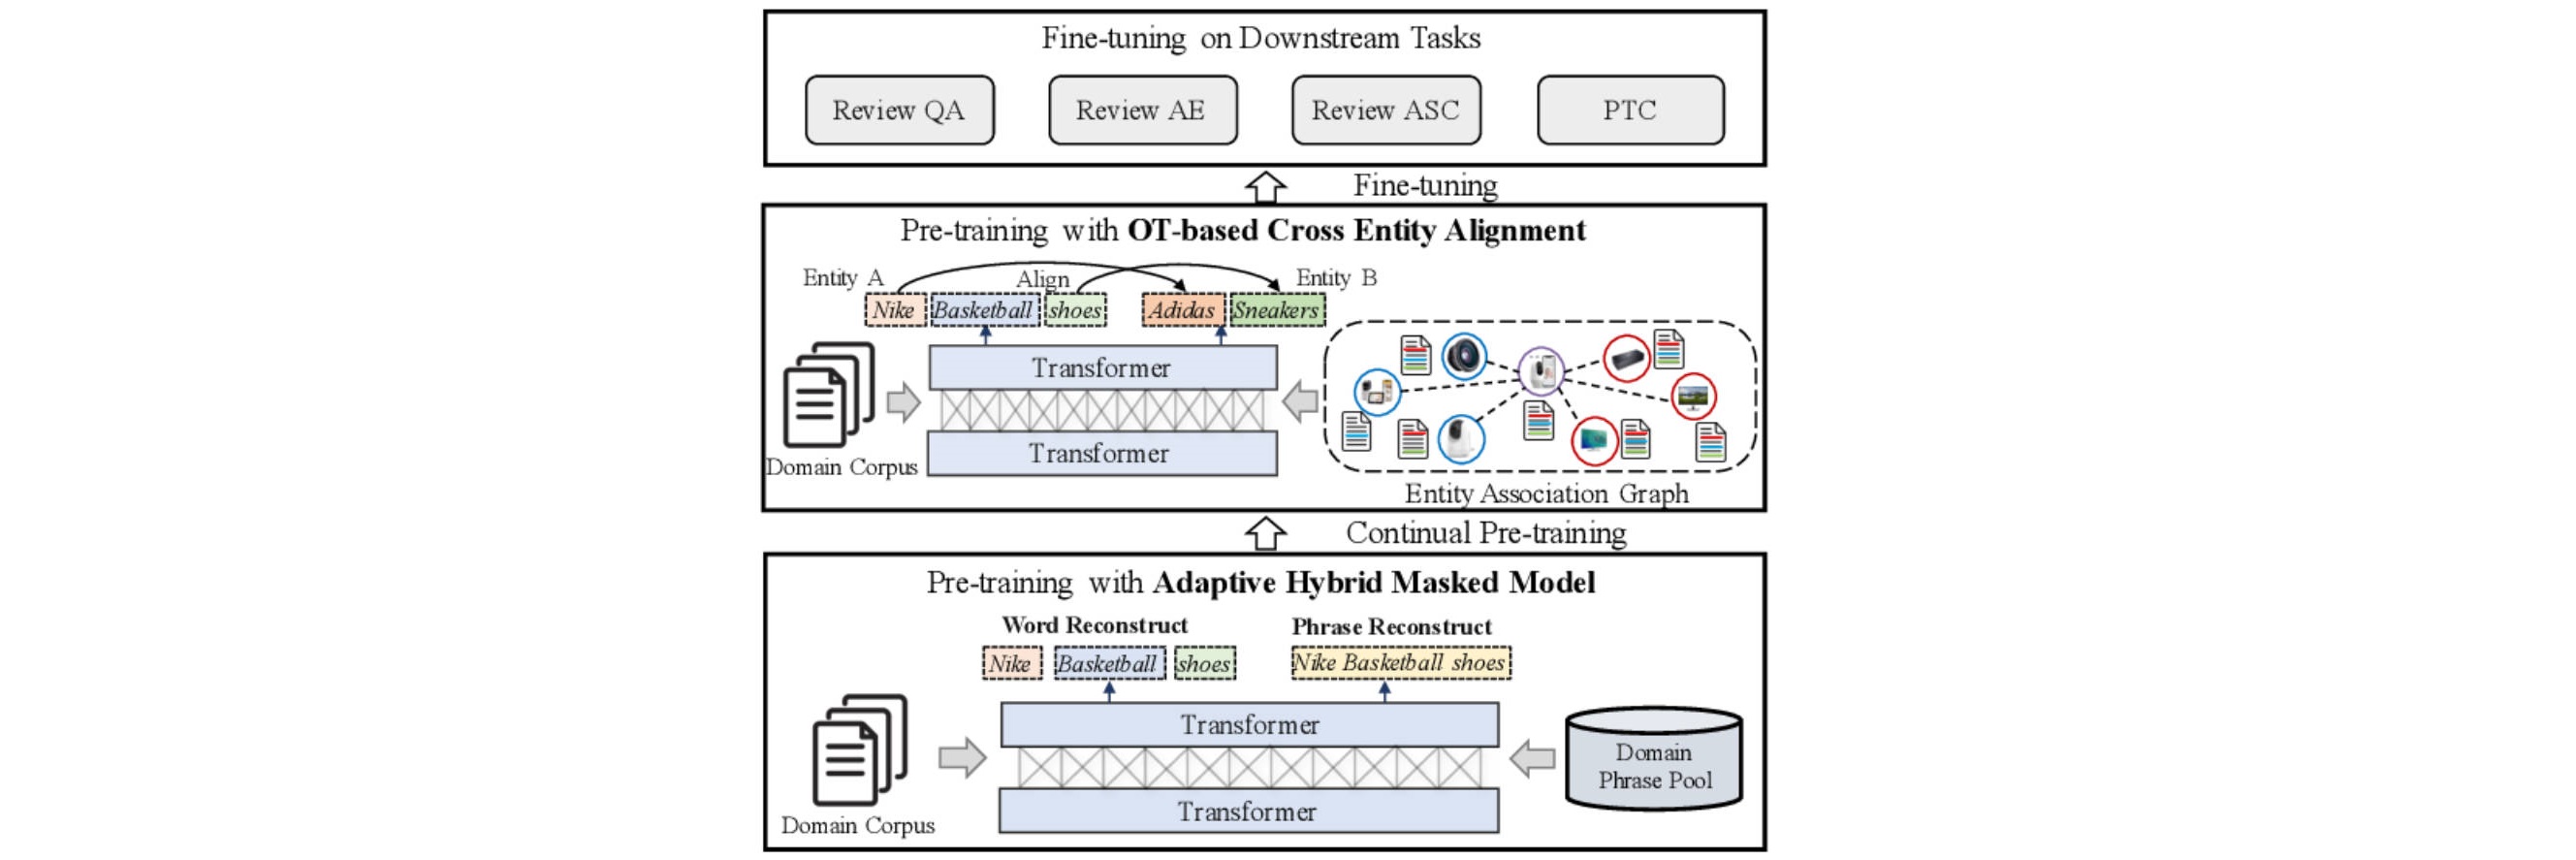 Fine-tuning on Downstream Tasks
Review QA
Review AE
Review ASC
PTC
Fine-tuning
Pre-training with OT-based Cross Entity Alignment
Entity A
Align
Entity B
Nike Basketball shoes
Adidas Sneakers
Transformer
Transformer
Domain Corpus
Entity Association Graph
Continual Pre-training
Pre-training with Adaptive Hybrid Masked Model
Word Reconstruct
Phrase Reconstruct
Nike Basketball shoes
Nike Basketball shoes
Transformer
Domain
Phrase Pool
Transformer
Domain Corpus